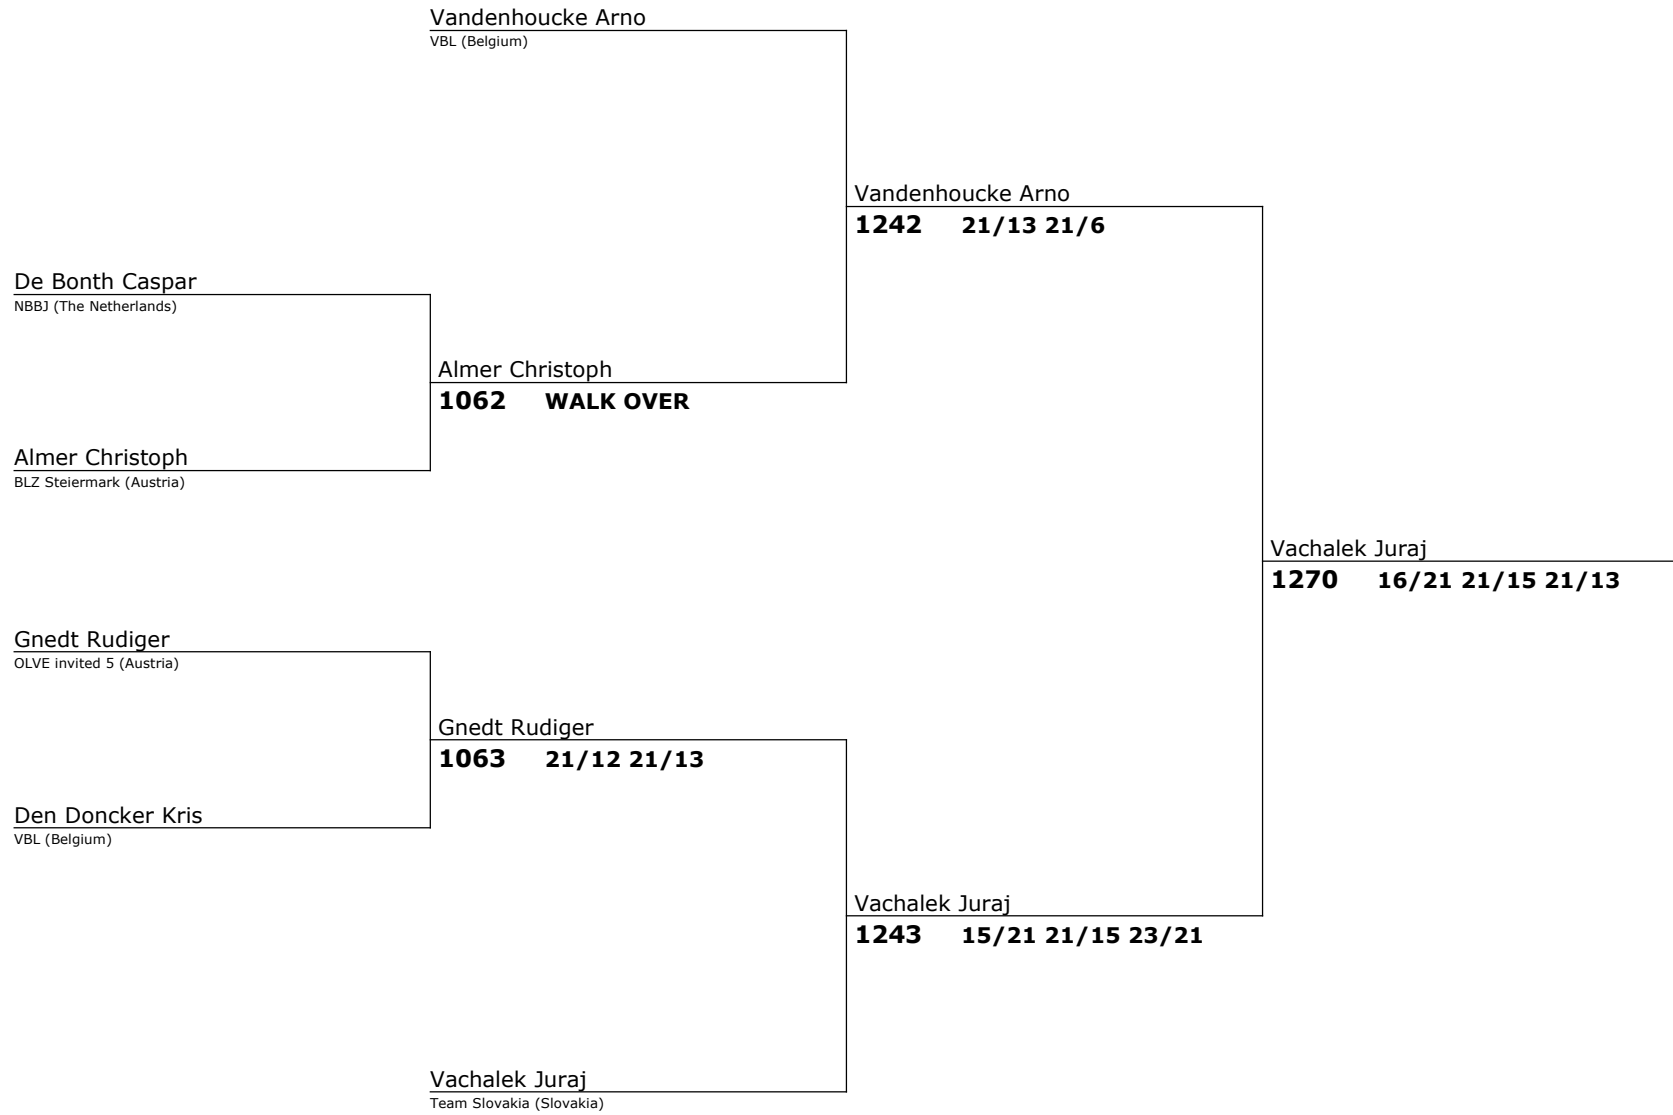 Vandenhoucke Arno
VBL (Belgium)
Vandenhoucke Arno
1242 21/13 21/6
De Bonth Caspar
NBBJ (The Netherlands)
Almer Christoph
1062 WALK OVER
Almer Christoph
BLZ Steiermark (Austria)
Vachalek Juraj
1270 16/21 21/15 21/13
Gnedt Rudiger
OLVE invited 5 (Austria)
Gnedt Rudiger
1063 21/12 21/13
Den Doncker Kris
VBL (Belgium)
Vachalek Juraj
1243 15/21 21/15 23/21
Vachalek Juraj
Team Slovakia (Slovakia)